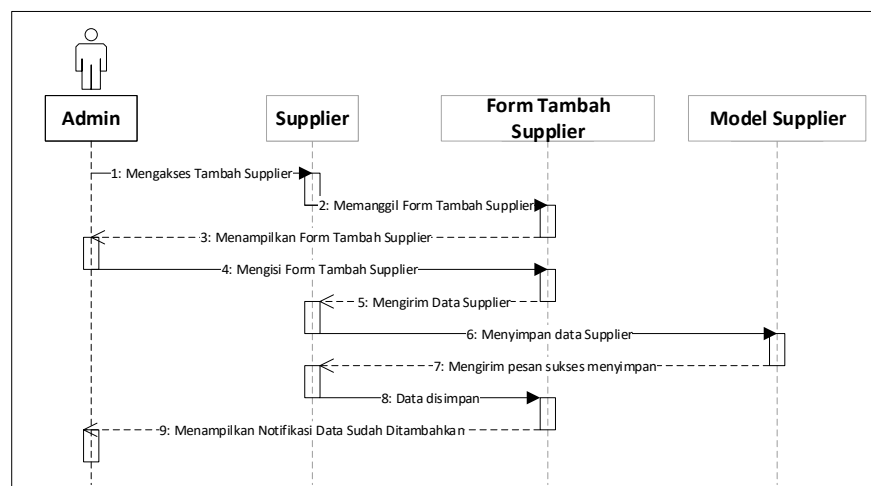 Admin
Supplier
Form Tambah
Supplier
Model Supplier
1: Mengakses Tambah Supplier
2: Memanggil Form Tambah Supplier
3: Menampilkan Form Tambah Supplier
4: Mengisi Form Tambah Supplier
5: Mengirim Data Supplier
6: Menyimpan data Supplier
7: Mengirim pesan sukses menyimpan
8: Data disimpan
9: Menampilkan Notifikasi Data Sudah Ditambahkan